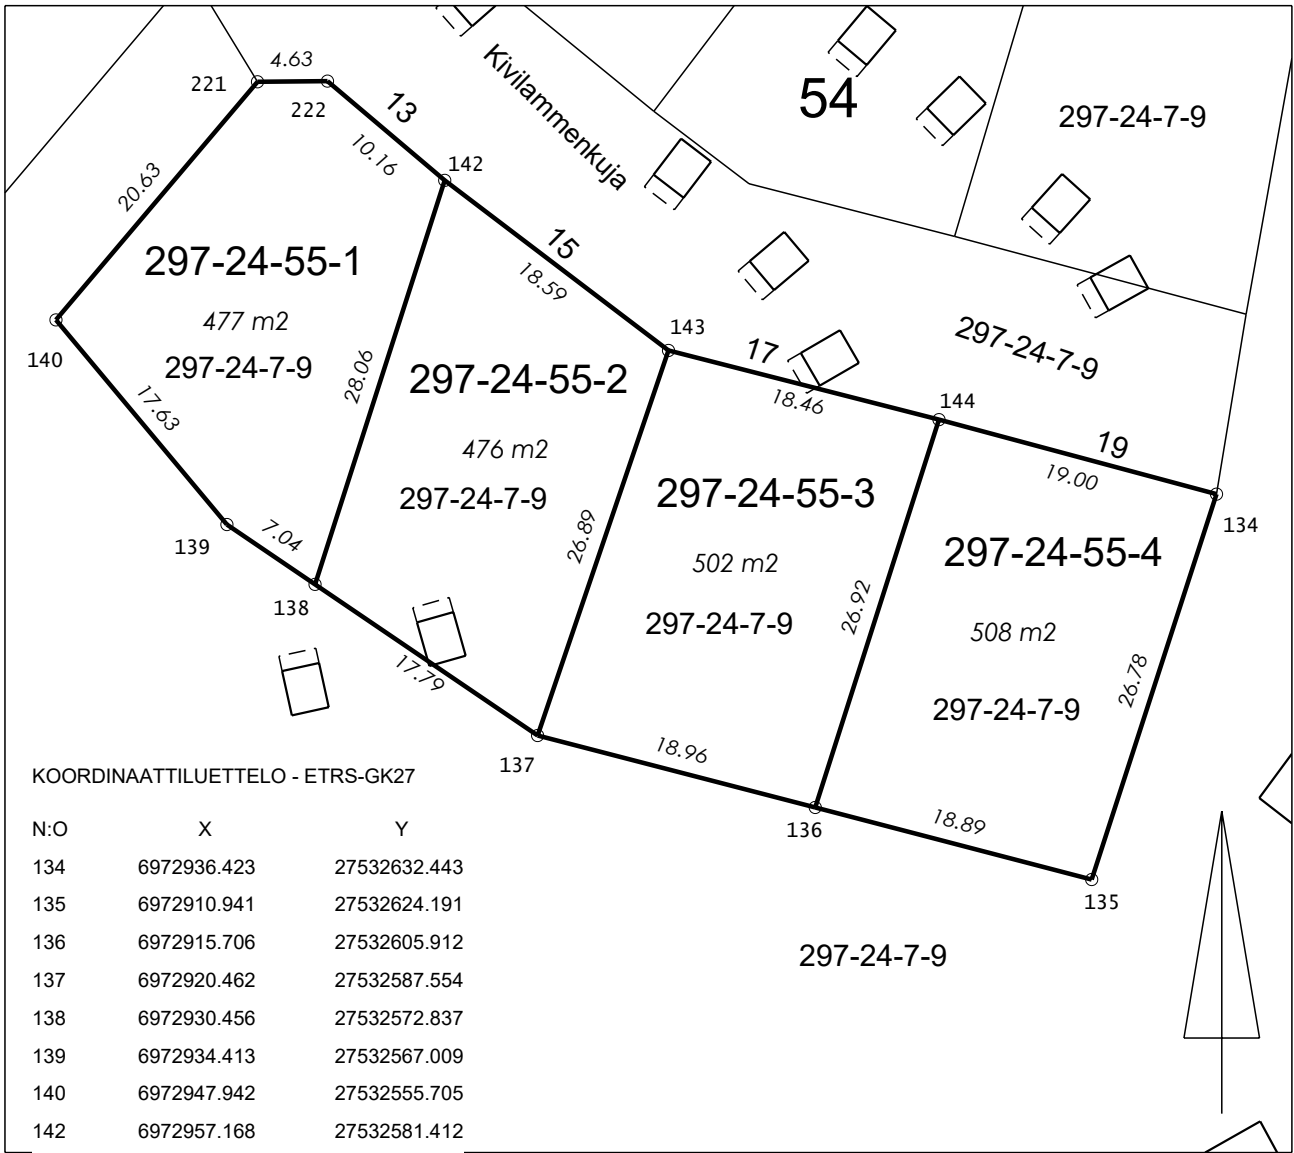 4.63
221
222
13
10.16
142
Kivilammenkuja
54
297-24-7-9
20.63
297-24-55-1
477 m2
297-24-7-9
140
17.63
28.06
15
18.59
143
17
18.46
297-24-7-9
144
19
19.00
134
297-24-55-2
476 m2
297-24-7-9
26.89
139
7.04
138
17.79
297-24-55-3
502 m2
297-24-7-9
26.92
297-24-55-4
508 m2
297-24-7-9
26.78
137
18.96
136
18.89
135
297-24-7-9
KOORDINAATTILUETTELO - ETRS-GK27
N:O X Y
134 6972936.423 27532632.443
135 6972910.941 27532624.191
136 6972915.706 27532605.912
137 6972920.462 27532587.554
138 6972930.456 27532572.837
139 6972934.413 27532567.009
140 6972947.942 27532555.705
142 6972957.168 27532581.412